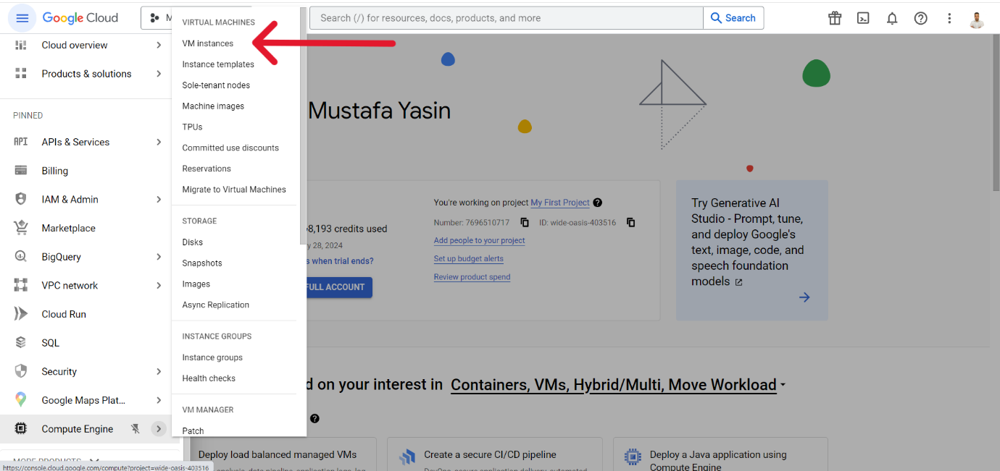 Google Cloud
M
Search (/) for resources, docs, products, and more
Search
Cloud overview
Products & solutions
PINNED
API
APIs & Services
Billing
IAM & Admin
Marketplace
BigQuery
VPC network
Cloud Run
SQL
Security
Google Maps Plat...
Compute Engine
MORE PRODUCTS
https://console.cloud.google.com/compute?project=wide-oasis-403516
VIRTUAL MACHINES
VM instances
Instance templates
Sole-tenant nodes
Machine images
TPUs
Committed use discounts
Reservations
Migrate to Virtual Machines
STORAGE
Disks
Snapshots
Images
Async Replication
INSTANCE GROUPS
Instance groups
Health checks
VM MANAGER
Patch
Mustafa Yasin
8,193 credits used
y 28, 2024
s when trial ends?
FULL ACCOUNT
You're working on project My First Project
Number: 7696510717 ID: wide-oasis-403516
Add people to your project
Set up budget alerts
Review product spend
Try Generative AI
Studio - Prompt, tune,
and deploy Google's
text, image, code, and
speech foundation
models
d on your interest in Containers, VMs, Hybrid/Multi, Move Workload
Deploy load balanced managed VMs
Create a secure CI/CD pipeline
Deploy a Java application using
Compute Engine